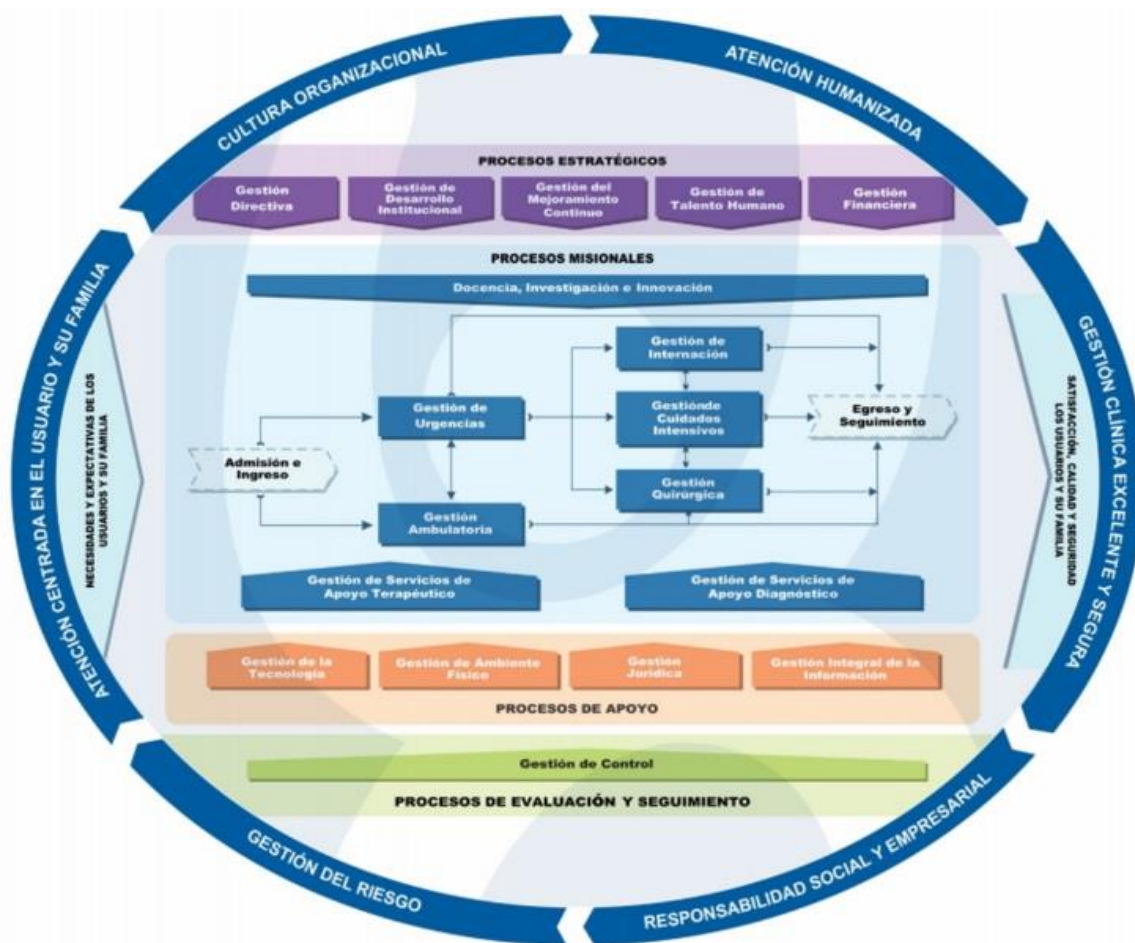 CULTURA ORGANIZACIONAL
ATENCIÓN HUMANIZADA
PROCESOS ESTRATÉGICOS
Gestión
Directiva
Gestión de
Desarrollo
Institucional
Gestión del
Mejoramiento
Continuo
Gestión de
Talento Humano
Gestión
Financiera
ATENCIÓN CENTRADA EN EL USUARIO Y SU FAMILIA
NECESIDADES Y EXPECTATIVAS DE LOS
USUARIOS Y SU FAMILIA
PROCESOS MISIONALES
Docencia, Investigación e Innovación
Admisión e
Ingreso
Gestión de
Urgencias
Gestión
Ambulatoria
Gestión de
Internación
Gestiónde
Cuidados
Intensivos
Gestión
Quirúrgica
Egreso y
Seguimiento
Gestión de Servicios de
Apoyo Terapéutico
Gestión de Servicios de
Apoyo Diagnóstico
SATISFACCIÓN, CALIDAD Y SEGURIDAD
LOS USUARIOS Y SU FAMILIA
GESTIÓN CLÍNICA EXCELENTE Y SEGURA
Gestión de la
Tecnología
Gestión de Ambiente
Físico
Gestión
Jurídica
Gestión Integral de la
Información
PROCESOS DE APOYO
Gestión de Control
PROCESOS DE EVALUACIÓN Y SEGUIMIENTO
GESTIÓN DEL RIESGO
RESPONSABILIDAD SOCIAL Y EMPRESARIAL